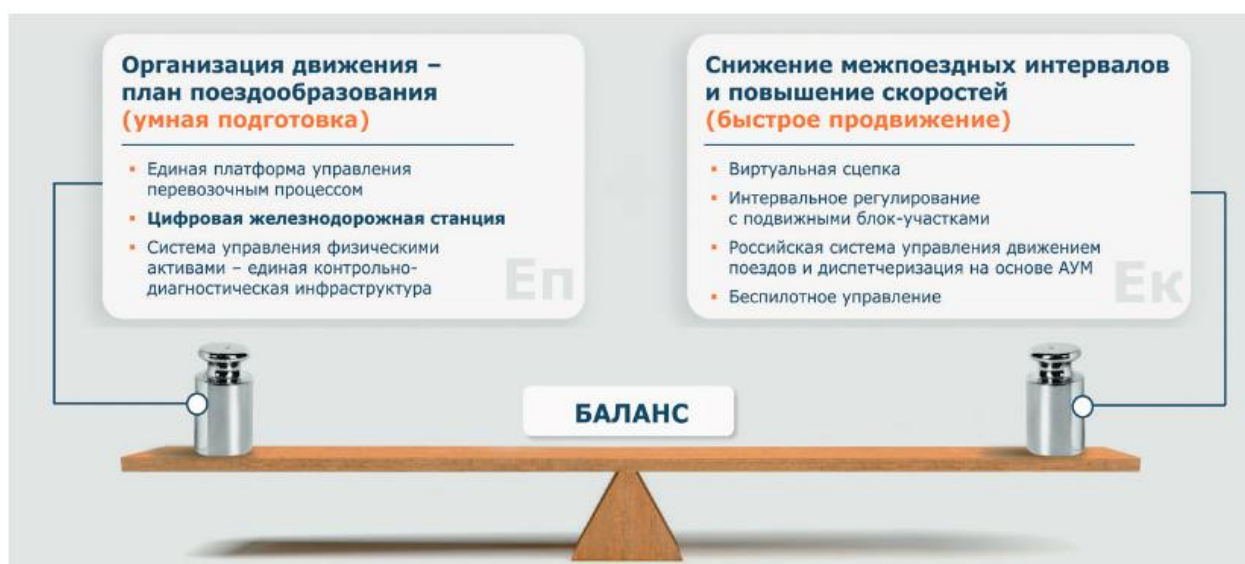 Организация движения –
план поездообразования
(умная подготовка)
▪ Единая платформа управления
перевозочным процессом
▪ Цифровая железнодорожная станция
▪ Система управления физическими
активами – единая контрольно-
диагностическая инфраструктура
Еп
Снижение межпоездных интервалов
и повышение скоростей
(быстрое продвижение)
▪ Виртуальная сцепка
▪ Интервальное регулирование
с подвижными блок-участками
▪ Российская система управления движением
поездов и диспетчеризация на основе АУМ
▪ Беспилотное управление
Ек
БАЛАНС